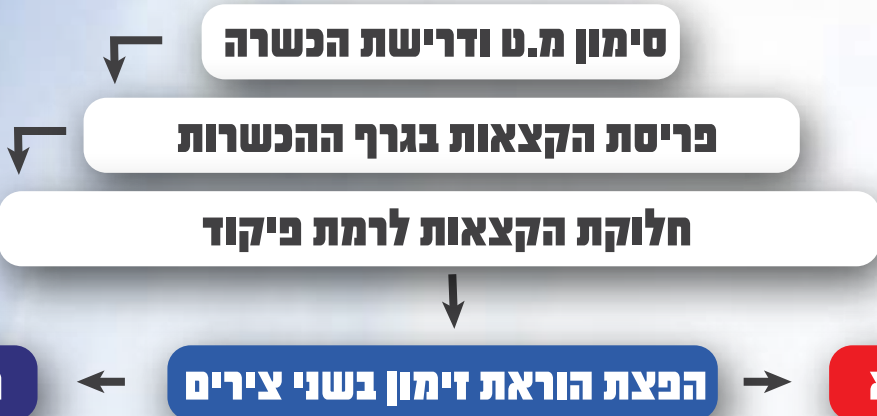 סימון מ.ט ודרישת הכשרה
פריסת הקצאות בגרף ההכשרות
חלוקת הקצאות לרמת פיקוד
הפצת הוראת זימון בשני צירים